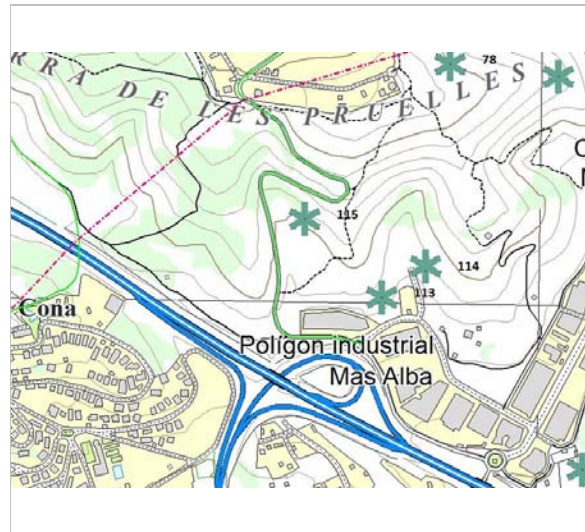 78
RRA DE LES PRUELLES
C
N
115
114
113
Cona
Polígon industrial
Mas Alba